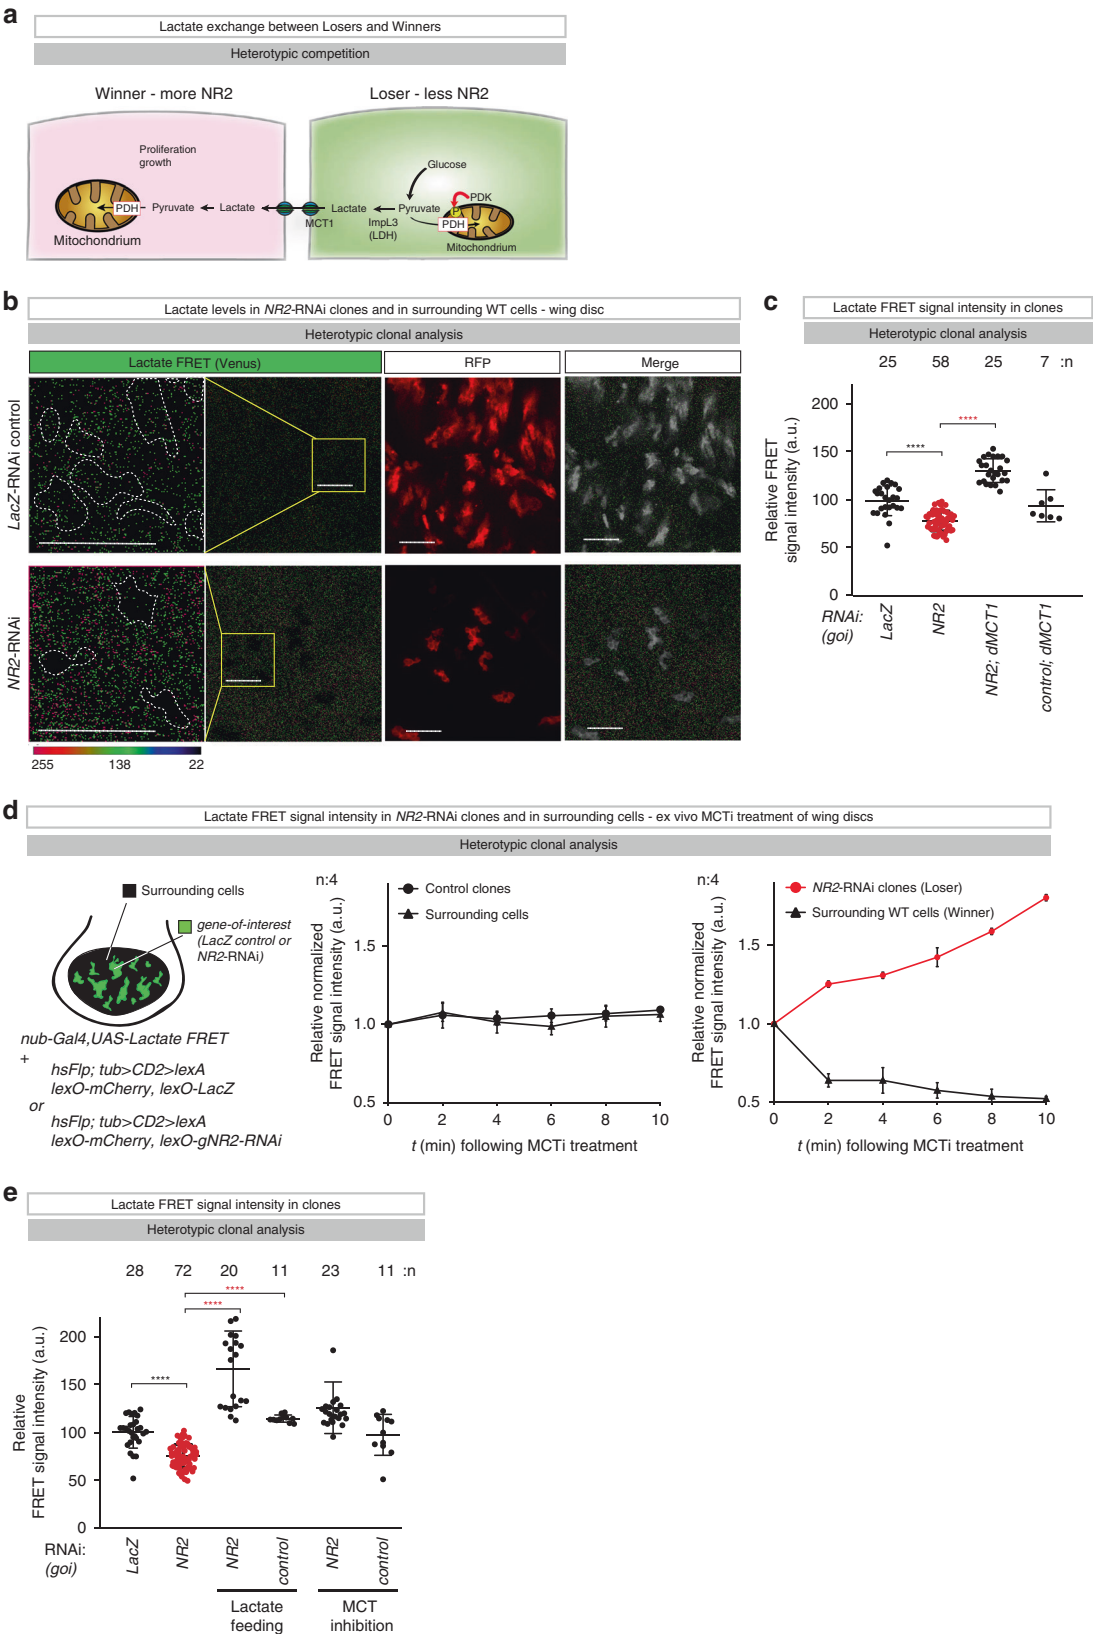 a
Lactate exchange between Losers and Winners
Heterotypic competition
Winner - more NR2
Loser - less NR2
Proliferation
growth
Glucose
PDK
P
PDH
Pyruvate
Lactate
MCT1
Lactate
ImpL3
(LDH)
Pyruvate
PDH
Mitochondrium
Mitochondrium
b
Lactate levels in NR2-RNAi clones and in surrounding WT cells - wing disc
Heterotypic clonal analysis
Lactate FRET (Venus)
RFP
Merge
LacZ-RNAi control
NR2-RNAi
255
138
22
c
Lactate FRET signal intensity in clones
Heterotypic clonal analysis
25 58 25 7 :n
Relative FRET
signal intensity (a.u.)
200
150
100
50
0
****
****
RNAi:
(goi)
LacZ
NR2
NR2; dMCT1
control; dMCT1
d
Lactate FRET signal intensity in NR2-RNAi clones and in surrounding cells - ex vivo MCTi treatment of wing discs
Heterotypic clonal analysis
Surrounding cells
gene-of-interest
(LacZ control or
NR2-RNAi)
nub-Gal4,UAS-Lactate FRET
+
hsFlp; tub>CD2>lexA
lexO-mCherry, lexO-LacZ
or
hsFlp; tub>CD2>lexA
lexO-mCherry, lexO-gNR2-RNAi
n:4
Control clones
Surrounding cells
Relative normalized
FRET signal intensity (a.u.)
1.5
1.0
0.5
0 2 4 6 8 10
t (min) following MCTi treatment
n:4
NR2-RNAi clones (Loser)
Surrounding WT cells (Winner)
Relative normalized
FRET signal intensity (a.u.)
1.5
1.0
0.5
0 2 4 6 8 10
t (min) following MCTi treatment
e
Lactate FRET signal intensity in clones
Heterotypic clonal analysis
28 72 20 11 23 11 :n
****
****
****
Relative
FRET signal intensity (a.u.)
200
150
100
50
0
RNAi:
(goi)
LacZ
NR2
NR2
control
NR2
control
Lactate
feeding
MCT
inhibition